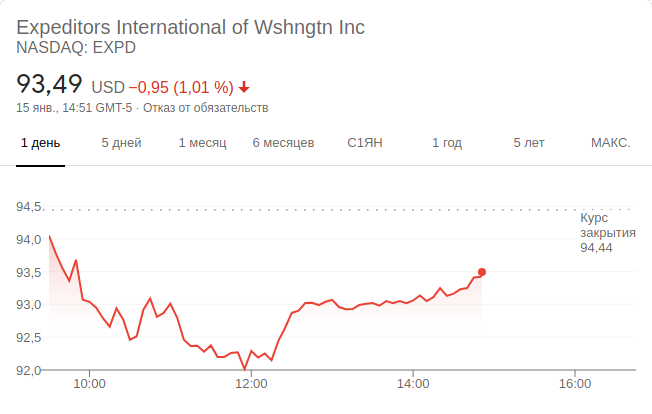 Expeditors International of Wshngtn Inc
NASDAQ: EXPD
93,49 USD −0,95 (1,01 %)
15 янв., 14:51 GMT-5 · Отказ от обязательств
1 день 5 дней 1 месяц 6 месяцев С1ЯН 1 год 5 лет МАКС.
94,5
Курс
закрытия
94,44
94,0
93,5
93,0
92,5
92,0
10:00 12:00 14:00 16:00